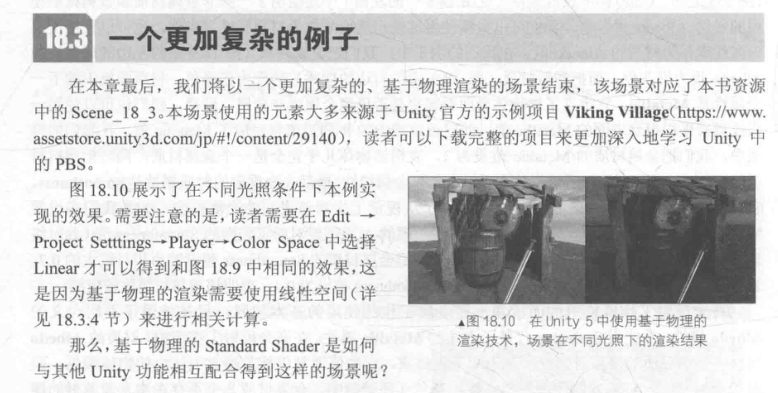 18.3 一个更加复杂的例子
在本章最后，我们将以一个更加复杂的、基于物理渲染的场景结束，该场景对应了本书资源
中的 Scene_18_3。本场景使用的元素大多来源于 Unity 官方的示例项目 Viking Village（https://www.
assetstore.unity3d.com/jp/#!/content/29140），读者可以下载完整的项目来更加深入地学习 Unity 中
的 PBS。
图 18.10 展示了在不同光照条件下本例实
现的效果。需要注意的是，读者需要在 Edit →
Project Setttings→Player→Color Space 中选择
Linear 才可以得到和图 18.9 中相同的效果，这
是因为基于物理的渲染需要使用线性空间（详
见 18.3.4 节）来进行相关计算。
那么，基于物理的 Standard Shader 是如何
与其他 Unity 功能相互配合得到这样的场景呢？
▲图 18.10 在 Unity 5 中使用基于物理的
渲染技术，场景在不同光照下的渲染结果